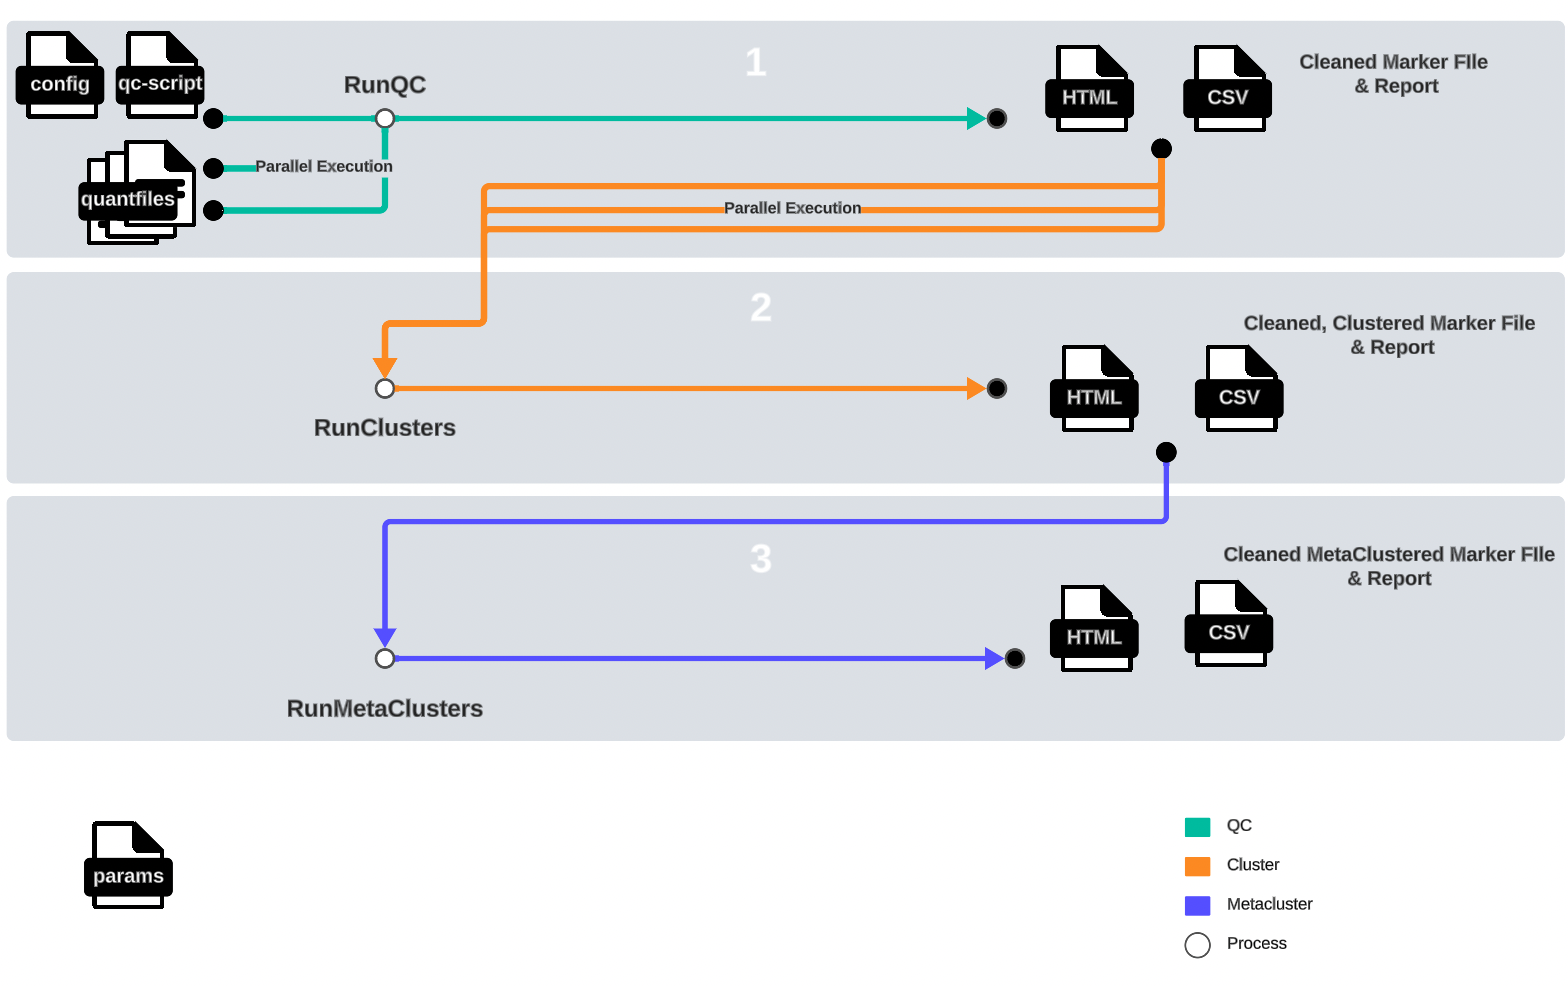 config
qc-script
RunQC
1
HTML
CSV
Cleaned Marker FIle
& Report
Parallel Execution
quantfiles
Parallel Execution
2
Cleaned, Clustered Marker File
& Report
HTML
CSV
RunClusters
3
Cleaned MetaClustered Marker FIle
& Report
HTML
CSV
RunMetaClusters
params
QC
Cluster
Metacluster
Process